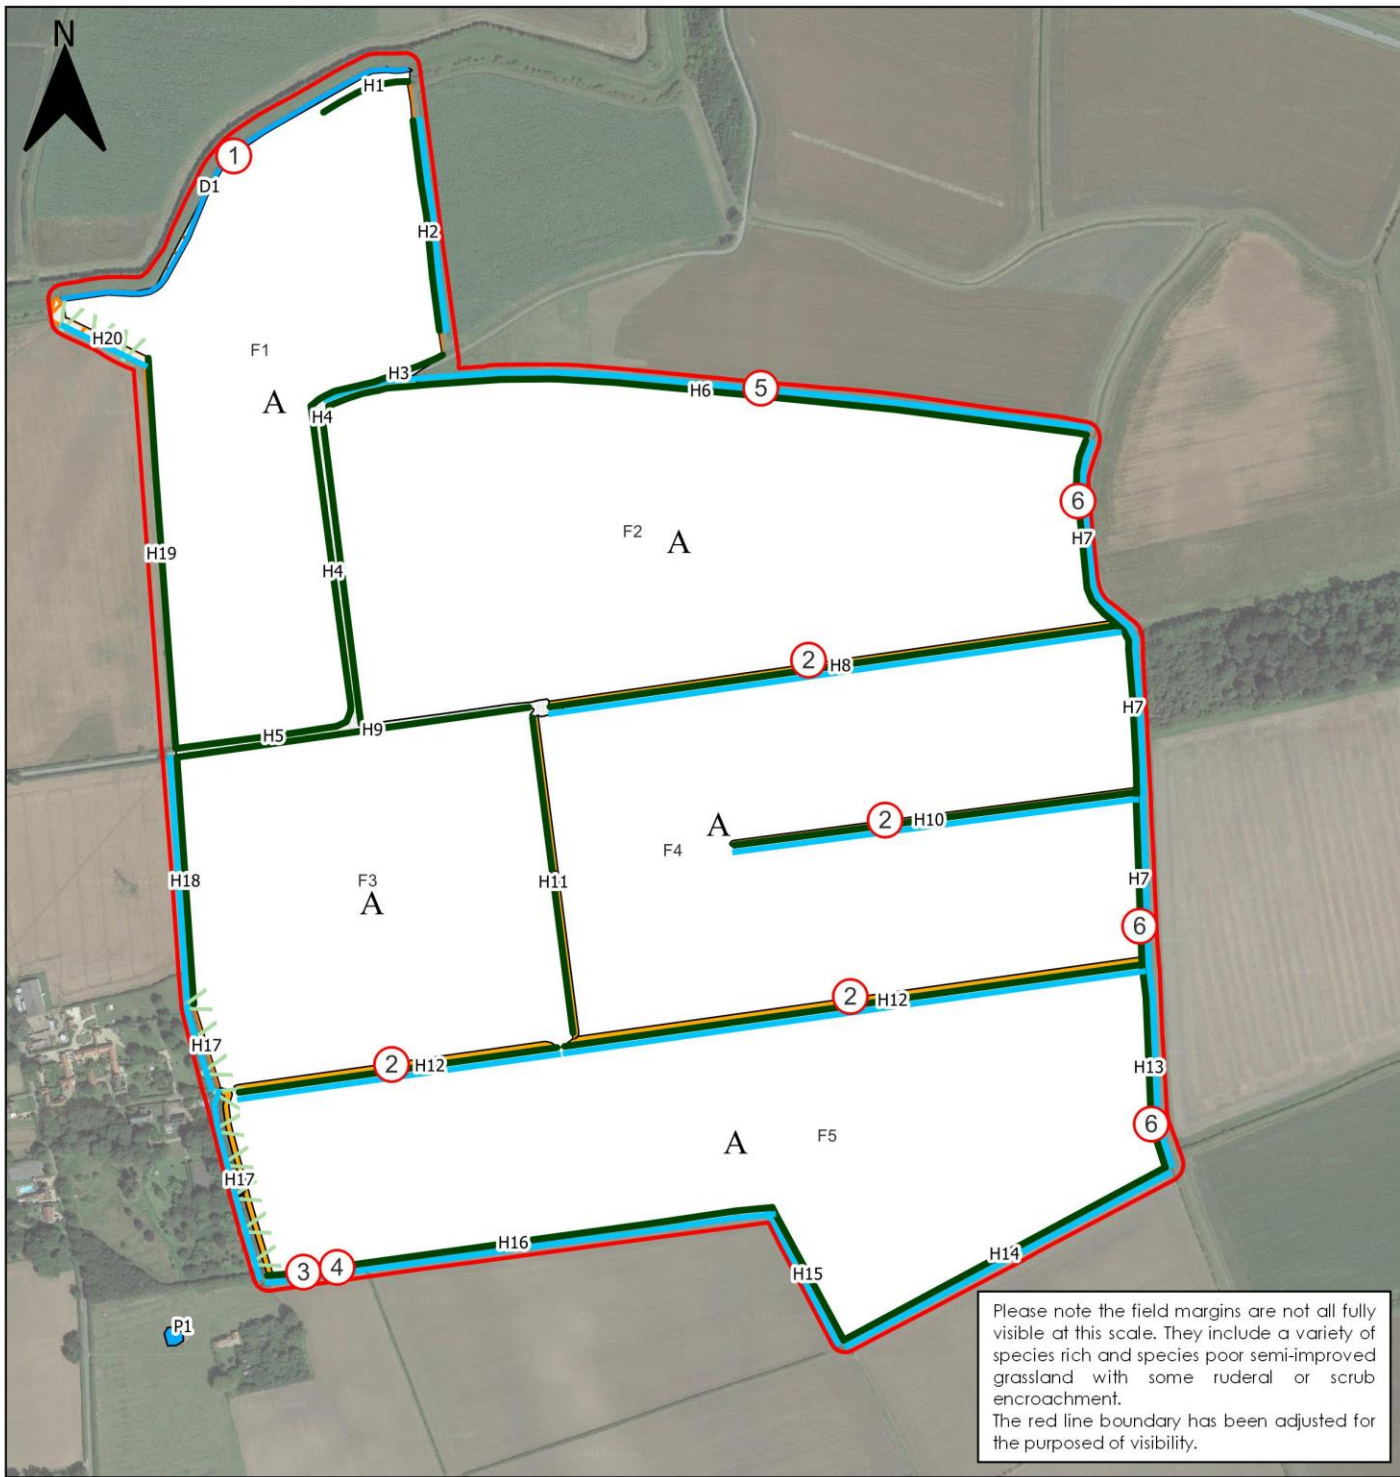 N
H1
1
D1
H2
H20
F1
A
H3
H4
H6
5
6
F2
A
H7
H19
H4
2
H8
H5
H9
H7
A
2
H10
F4
H18
F3
A
H11
H7
6
2
H12
H17
2
H12
H13
6
A
F5
H17
H16
H14
3
4
H15
P1
Please note the field margins are not all fully
visible at this scale. They include a variety of
species rich and species poor semi-improved
grassland with some ruderal or scrub
encroachment.
The red line boundary has been adjusted for
the purposed of visibility.